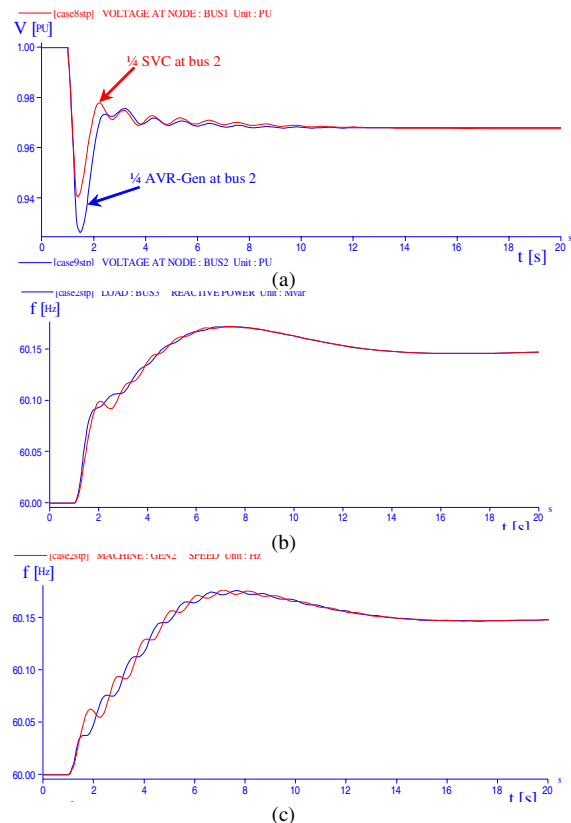 [case8stp] VOLTAGE AT NODE : BUS1 Unit : PU
V [PU]
1.00
0.98
0.96
0.94
¼ SVC at bus 2
¼ AVR-Gen at bus 2
0 2 4 6 8 10 12 14 16 18 20
s
t [s]
[case9stp] VOLTAGE AT NODE : BUS2 Unit : PU
(a)
[case2stp] LOAD : BUS5 REACTIVE POWER Unit : Mvar
f [Hz]
60.15
60.10
60.05
60.00
0 2 4 6 8 10 12 14 16 18 20
s
t [s]
(b)
[case2stp] MACHINE : GEN2 SPEED Unit : Hz
f [Hz]
60.15
60.10
60.05
60.00
0 2 4 6 8 10 12 14 16 18 20
s
t [s]
(c)